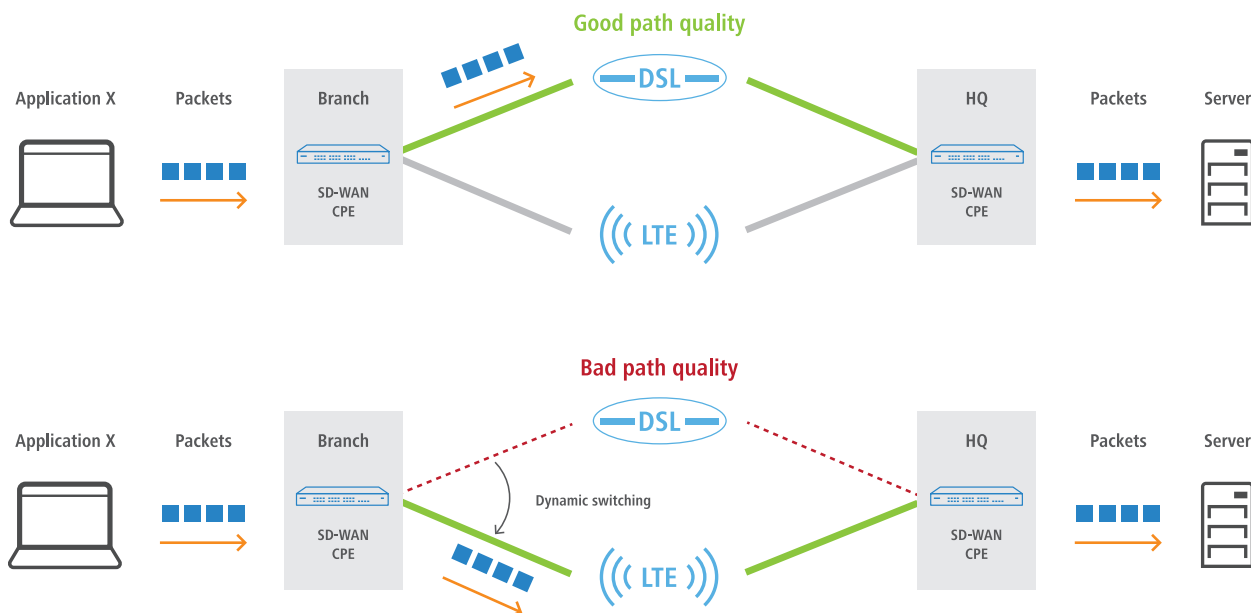 Good path quality
DSL
Application X
Packets
Branch
HQ
Packets
Server
SD-WAN
CPE
SD-WAN
CPE
LTE
Bad path quality
DSL
Application X
Packets
Branch
HQ
Packets
Server
Dynamic switching
SD-WAN
CPE
SD-WAN
CPE
LTE